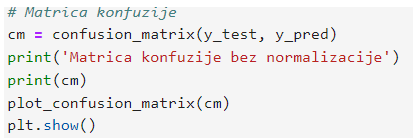 # Matrica konfuzije
cm = confusion_matrix(y_test, y_pred)
print('Matrica konfuzije bez normalizacije')
print(cm)
plot_confusion_matrix(cm)
plt.show()